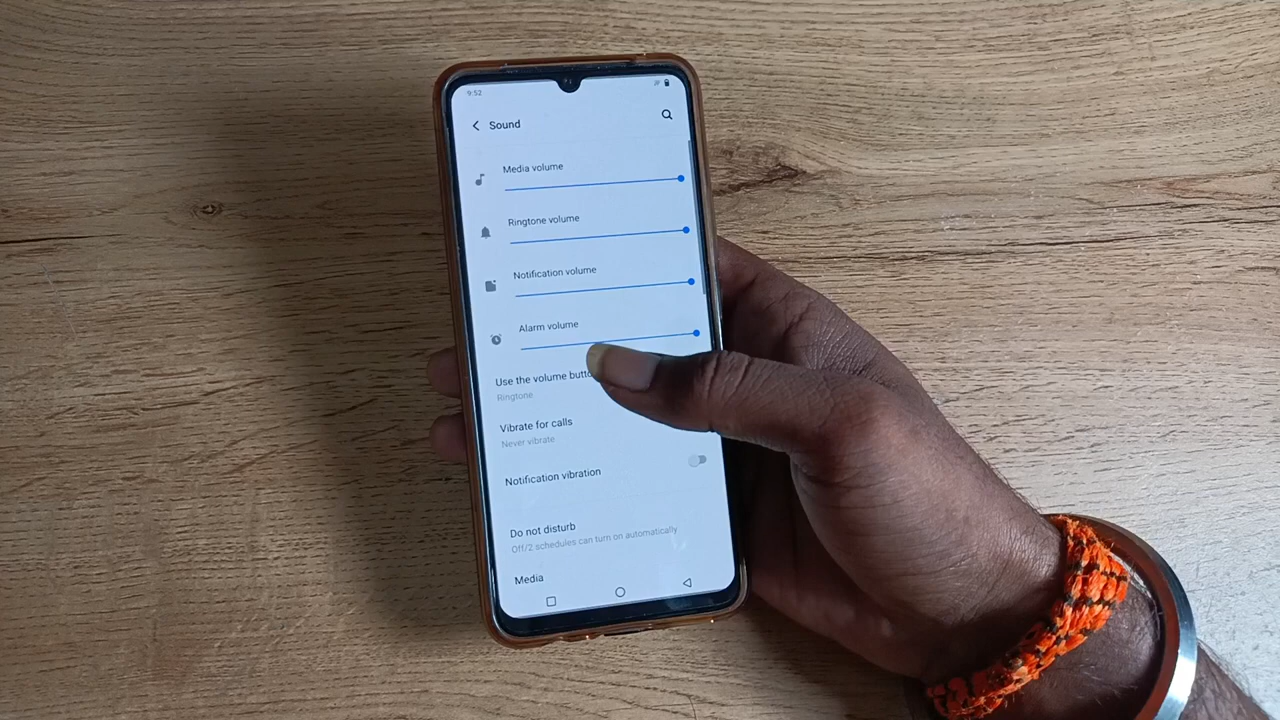 9:52
Sound
Media volume
Ringtone volume
Notification volume
Alarm volume
Use the volume
Ringtone
Vibrate for calls
Never vibrate
Notification vibration
Do not disturb
Off/2 schedules can turn on automatically
Media